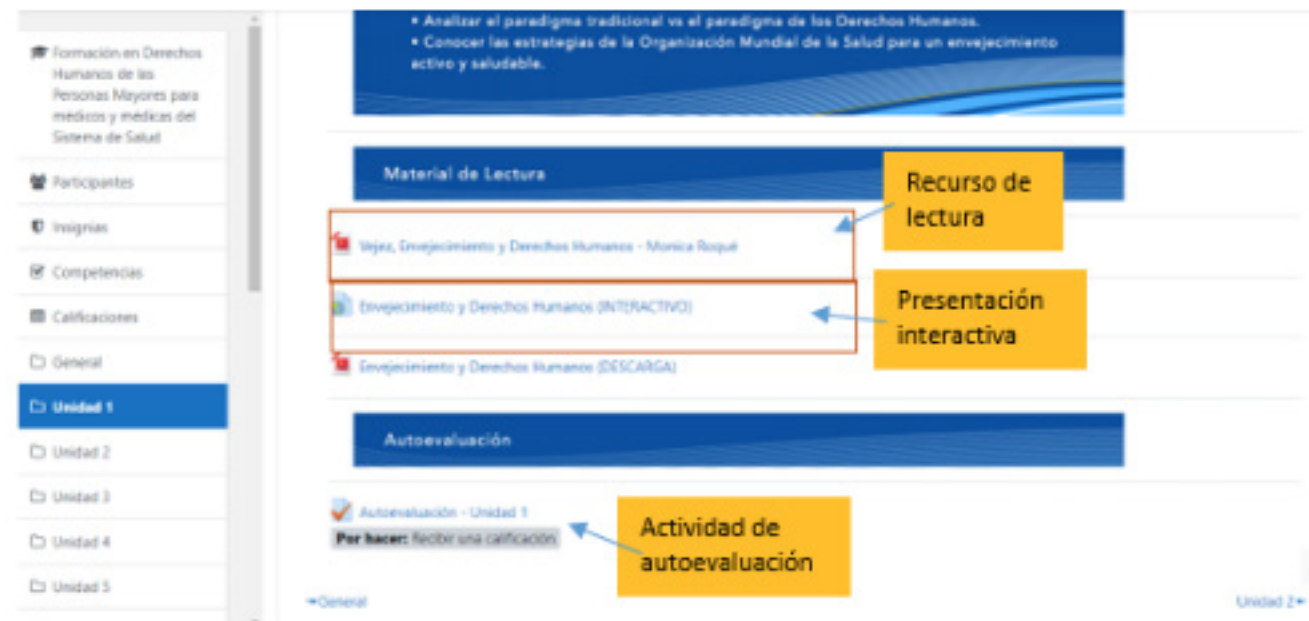 • Analizar el paradigma tradicional vs el paradigma de los Derechos Humanos.
• Conocer las estrategias de la Organización Mundial de la Salud para un envejecimiento
activo y saludable.
Formación en Derechos
Humanos de las
Personas Mayores para
médicos y médicas del
Sistema de Salud
Participantes
Insignias
Competencias
Calificaciones
General
Unidad 1
Unidad 2
Unidad 3
Unidad 4
Unidad 5
Material de Lectura
Recurso de
lectura
Vejez, Envejecimiento y Derechos Humanos - Monica Roqué
Envejecimiento y Derechos Humanos (INTERACTIVO)
Presentación
interactiva
Envejecimiento y Derechos Humanos (DESCARGA)
Autoevaluación
Autoevaluación - Unidad 1
Por hacer: Recibir una calificación
Actividad de
autoevaluación
General
Unidad 2